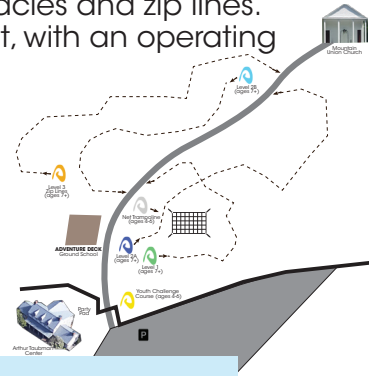 acles and zip lines.
t, with an operating
Mountain
Union Church
Level 2B
(ages 7+)
Level 3
Zip Lines
(ages 7+)
Net Trampoline
(ages 4-6)
ADVENTURE DECK
Ground School
Level 2A
(ages 7+)
Level 1
(ages 7+)
Youth Challenge
Course (ages 4-6)
Party
Pad
Arthur Taubman
Center
P